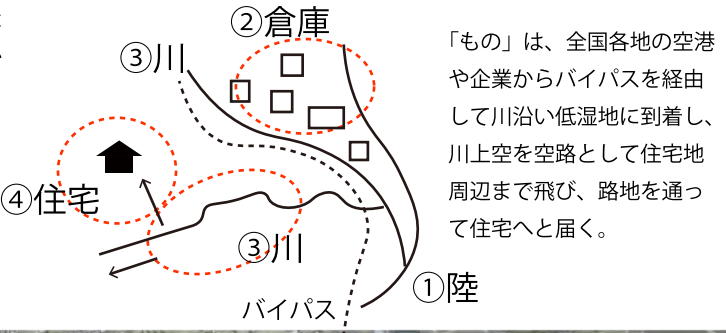 ②倉庫
③川
④住宅
③川
①陸
バイパス
「もの」は、全国各地の空港
や企業からバイパスを経由
して川沿い低湿地に到着し、
川上空を空路として住宅地
周辺まで飛び、路地を通っ
て住宅へと届く。